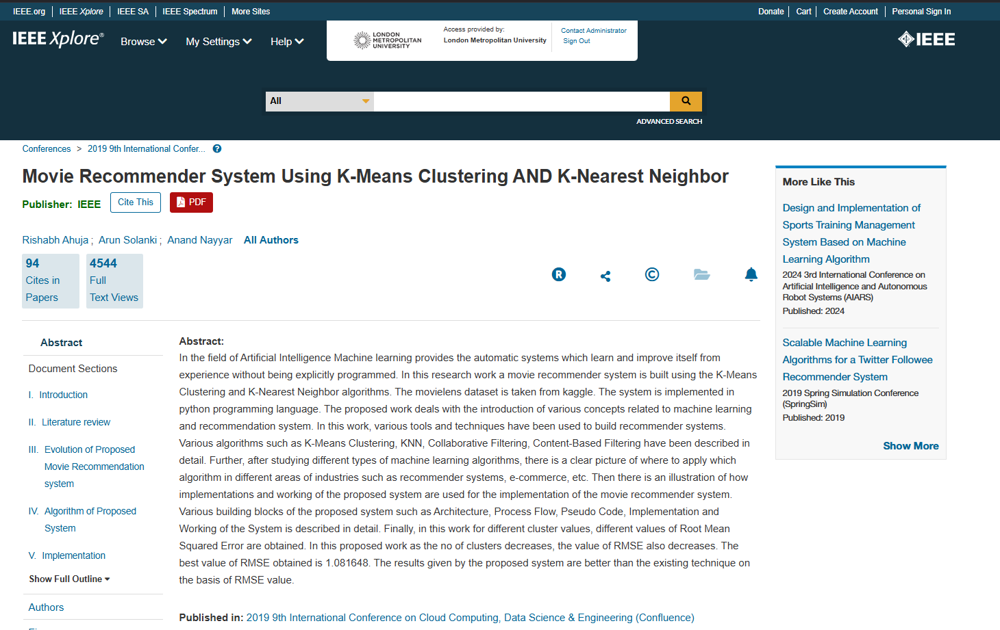 IEEE.org IEEE Xplore IEEE SA IEEE Spectrum More Sites Donate Cart Create Account Personal Sign In
IEEE Xplore® Browse My Settings Help
LONDON
METROPOLITAN
UNIVERSITY
Access provided by:
London Metropolitan University
Contact Administrator
Sign Out
IEEE
All
ADVANCED SEARCH
Conferences > 2019 9th International Confer... ?
Movie Recommender System Using K-Means Clustering AND K-Nearest Neighbor
Publisher: IEEE Cite This PDF
Rishabh Ahuja ; Arun Solanki ; Anand Nayyar All Authors
94
Cites in
Papers
4544
Full
Text Views
R ©
Abstract
Document Sections
I. Introduction
II. Literature review
III. Evolution of Proposed
Movie Recommendation
system
IV. Algorithm of Proposed
System
V. Implementation
Show Full Outline
Authors
Abstract:
In the field of Artificial Intelligence Machine learning provides the automatic systems which learn and improve itself from
experience without being explicitly programmed. In this research work a movie recommender system is built using the K-Means
Clustering and K-Nearest Neighbor algorithms. The movielens dataset is taken from kaggle. The system is implemented in
python programming language. The proposed work deals with the introduction of various concepts related to machine learning
and recommendation system. In this work, various tools and techniques have been used to build recommender systems.
Various algorithms such as K-Means Clustering, KNN, Collaborative Filtering, Content-Based Filtering have been described in
detail. Further, after studying different types of machine learning algorithms, there is a clear picture of where to apply which
algorithm in different areas of industries such as recommender systems, e-commerce, etc. Then there is an illustration of how
implementations and working of the proposed system are used for the implementation of the movie recommender system.
Various building blocks of the proposed system such as Architecture, Process Flow, Pseudo Code, Implementation and
Working of the System is described in detail. Finally, in this work for different cluster values, different values of Root Mean
Squared Error are obtained. In this proposed work as the no of clusters decreases, the value of RMSE also decreases. The
best value of RMSE obtained is 1.081648. The results given by the proposed system are better than the existing technique on
the basis of RMSE value.
Published in: 2019 9th International Conference on Cloud Computing, Data Science & Engineering (Confluence)
More Like This
Design and Implementation of
Sports Training Management
System Based on Machine
Learning Algorithm
2024 3rd International Conference on
Artificial Intelligence and Autonomous
Robot Systems (AIARS)
Published: 2024
Scalable Machine Learning
Algorithms for a Twitter Followee
Recommender System
2019 Spring Simulation Conference
(SpringSim)
Published: 2019
Show More